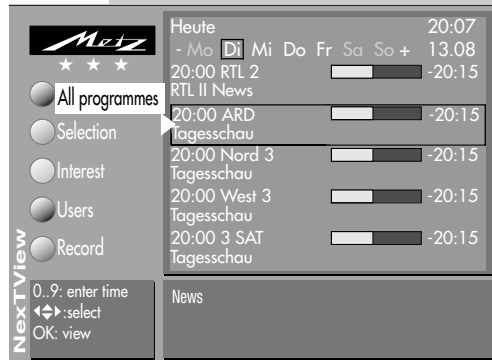 Metz
All programmes
Selection
Interest
Users
Record
NexTView
Heute 20:07
- Mo Di Mi Do Fr Sa So + 13.08
20:00 RTL 2 -20:15
RTL II News
20:00 ARD -20:15
Tagesschau
20:00 Nord 3 -20:15
Tagesschau
20:00 West 3 -20:15
Tagesschau
20:00 3 SAT -20:15
Tagesschau
0..9: enter time
:select
OK: view
News